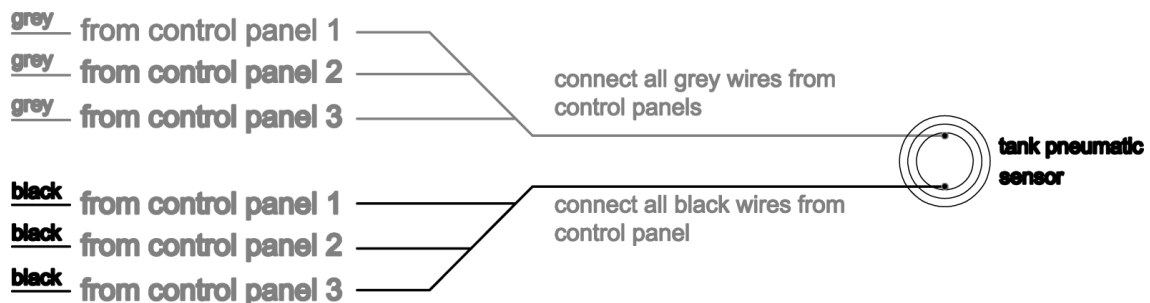 grey from control panel 1
grey from control panel 2
grey from control panel 3
connect all grey wires from
control panels
tank pneumatic
sensor
black from control panel 1
black from control panel 2
black from control panel 3
connect all black wires from
control panel